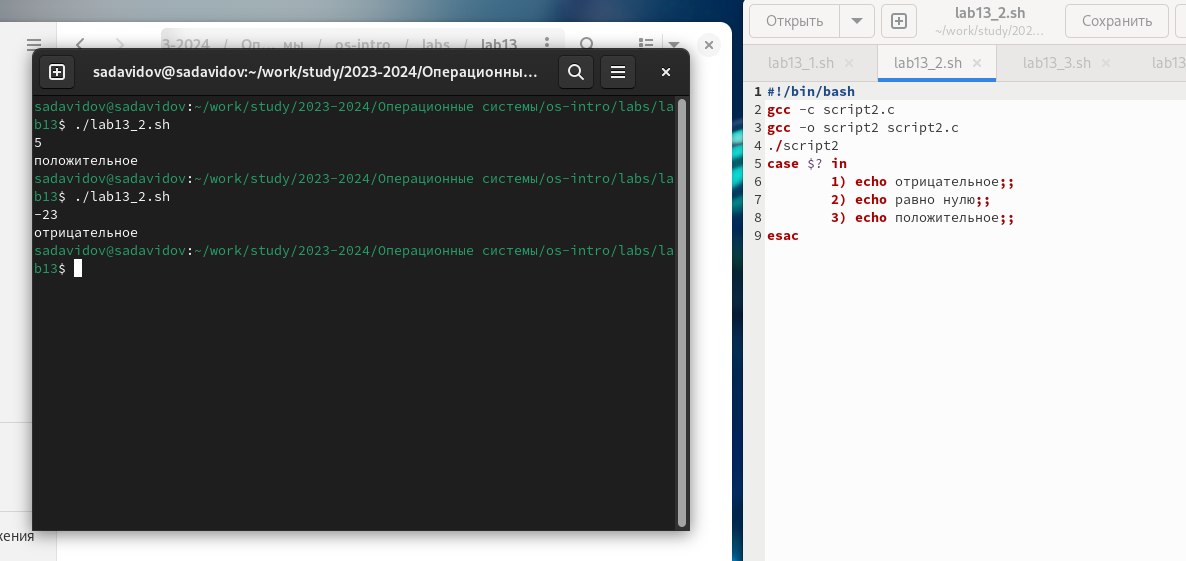 3-2024 / Оп… мы / os-intro / labs / lab13
sadavidov@sadavidov:~/work/study/2023-2024/Операционны…
sadavidov@sadavidov:~/work/study/2023-2024/Операционные системы/os-intro/labs/la
b13$ ./lab13_2.sh
5
положительное
sadavidov@sadavidov:~/work/study/2023-2024/Операционные системы/os-intro/labs/la
b13$ ./lab13_2.sh
-23
отрицательное
sadavidov@sadavidov:~/work/study/2023-2024/Операционные системы/os-intro/labs/la
b13$
жения
Открыть
lab13_2.sh
~/work/study/202…
Сохранить
lab13_1.sh lab13_2.sh lab13_3.sh lab13
1 #!/bin/bash
2 gcc -c script2.c
3 gcc -o script2 script2.c
4 ./script2
5 case $? in
6 1) echo отрицательное;;
7 2) echo равно нулю;;
8 3) echo положительное;;
9 esac